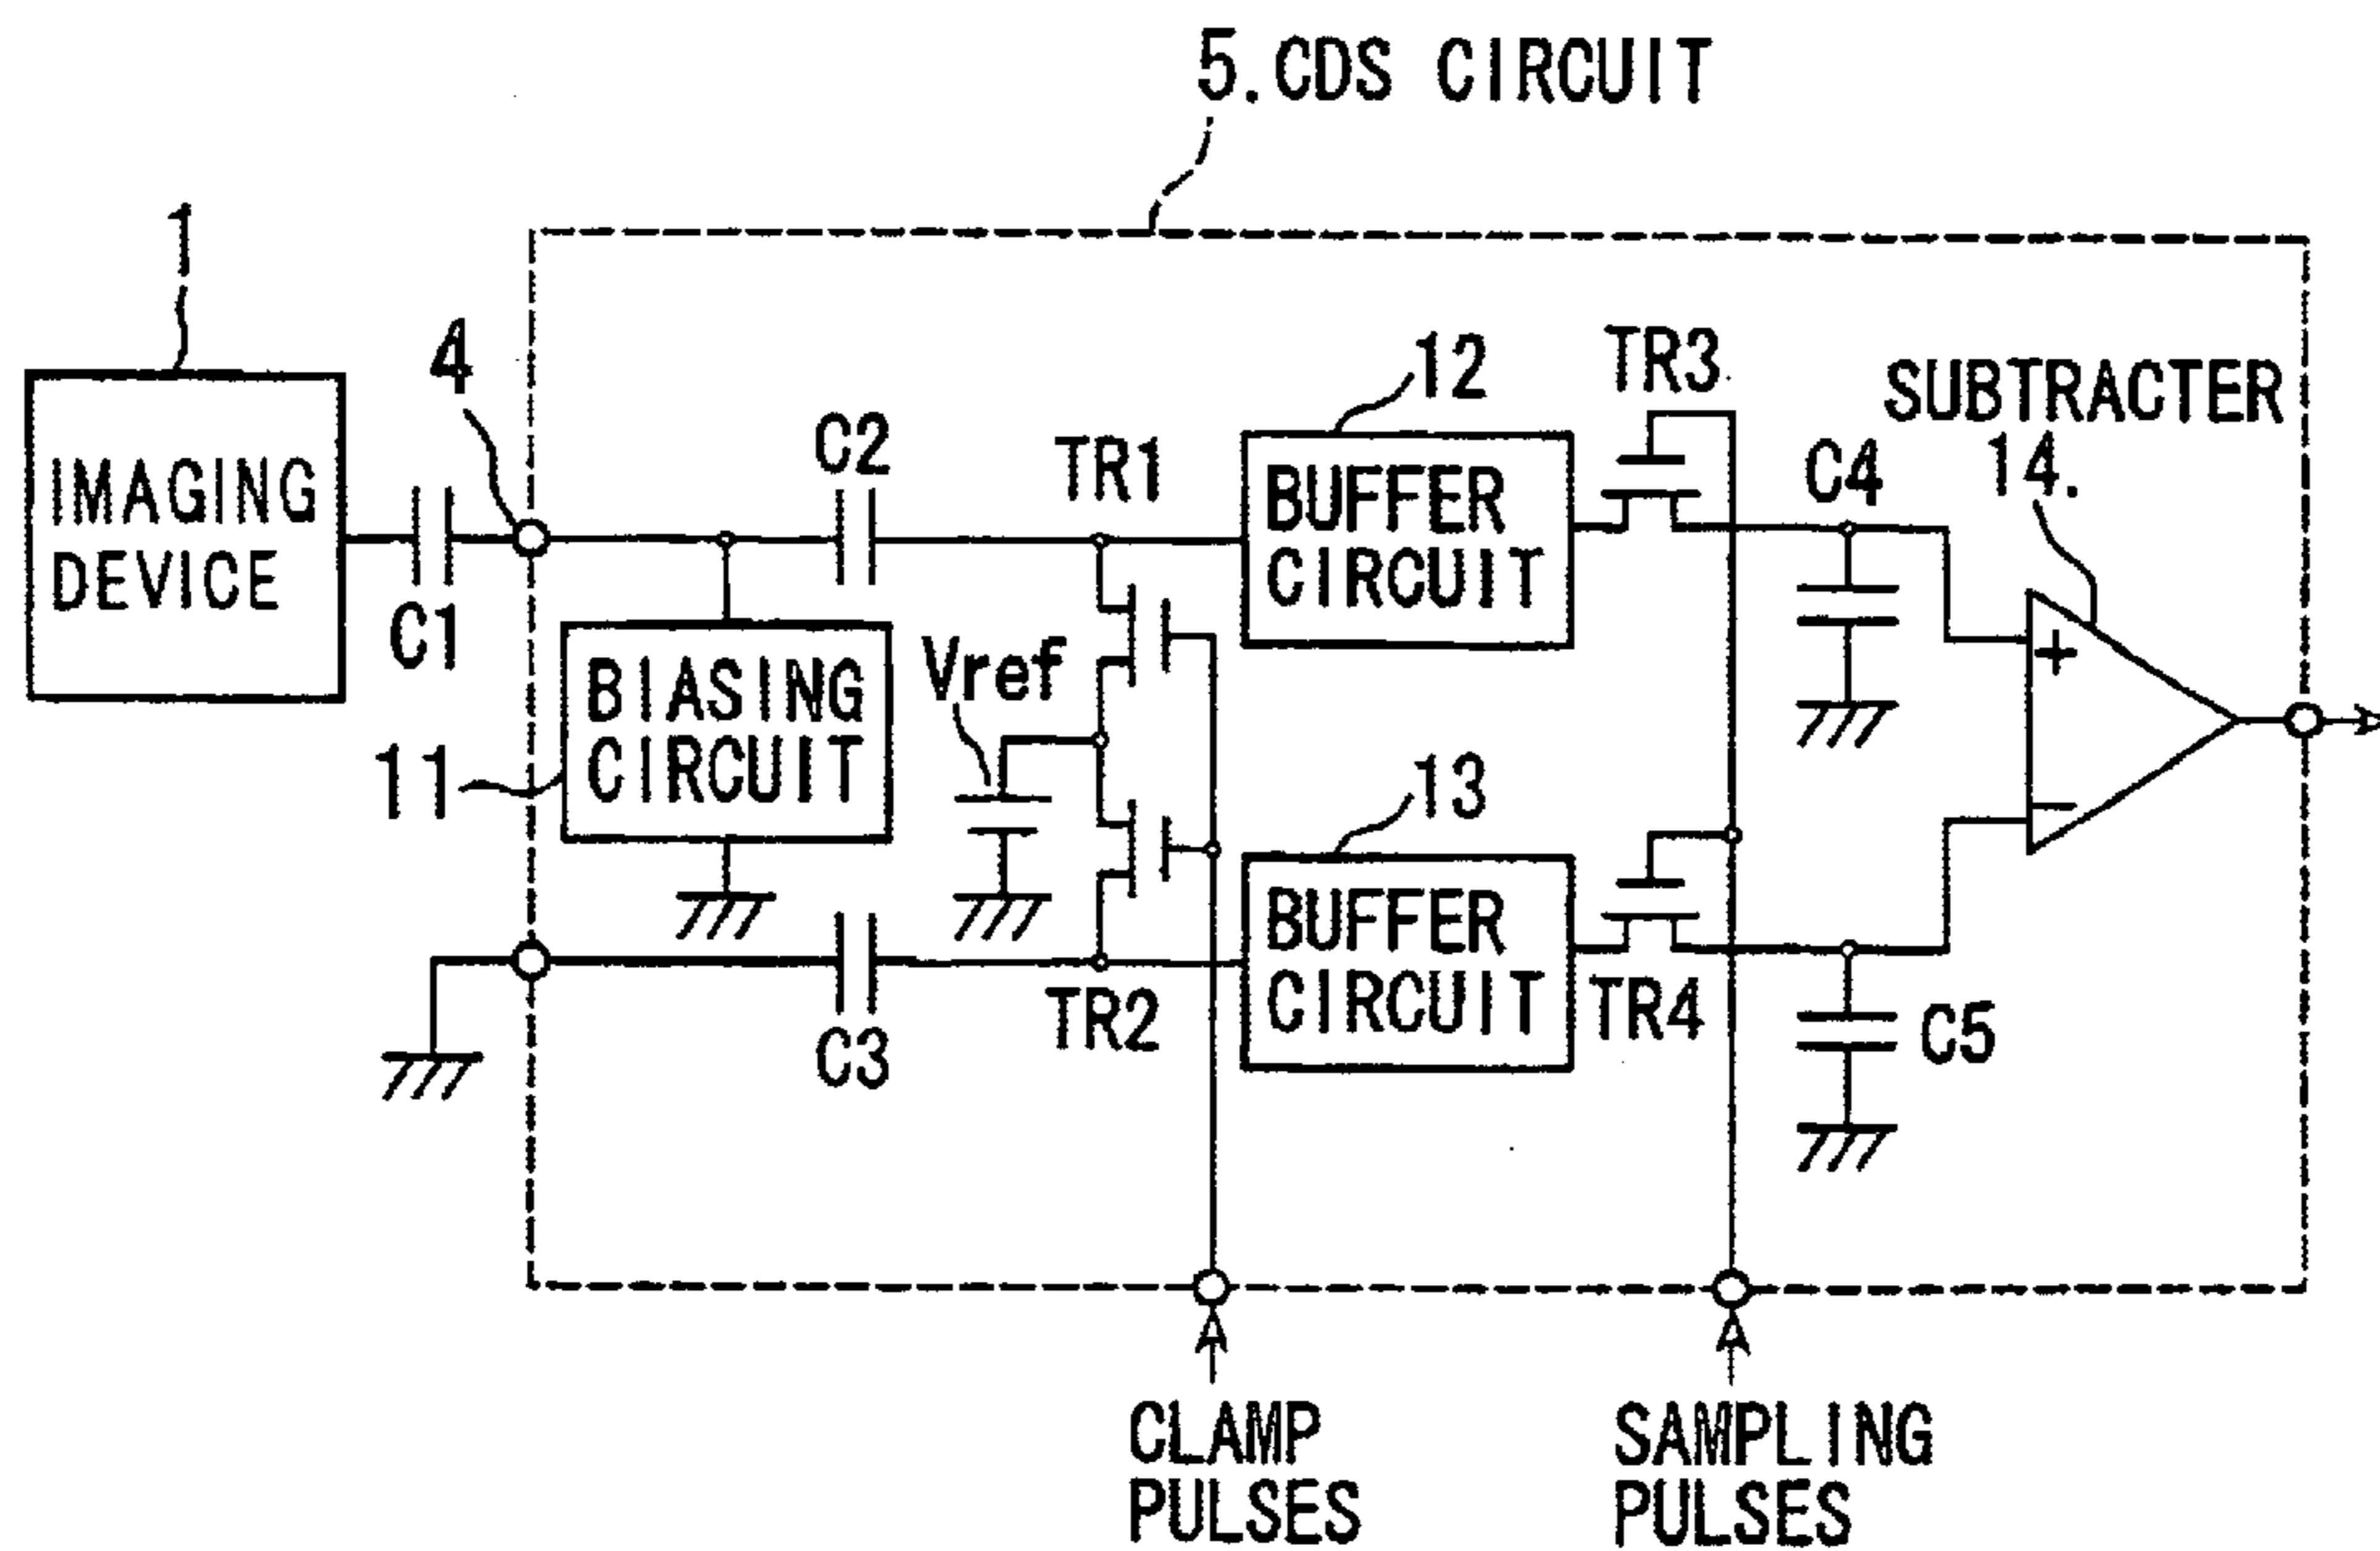 5. CDS CIRCUIT
1
4
IMAGING
DEVICE
C1
C2
TR1
12
BUFFER
CIRCUIT
TR3
C4
SUBTRACTER
14.
+
−
BIASING
CIRCUIT
11
Vref
13
BUFFER
CIRCUIT
TR4
C5
C3
TR2
CLAMP
PULSES
SAMPLING
PULSES